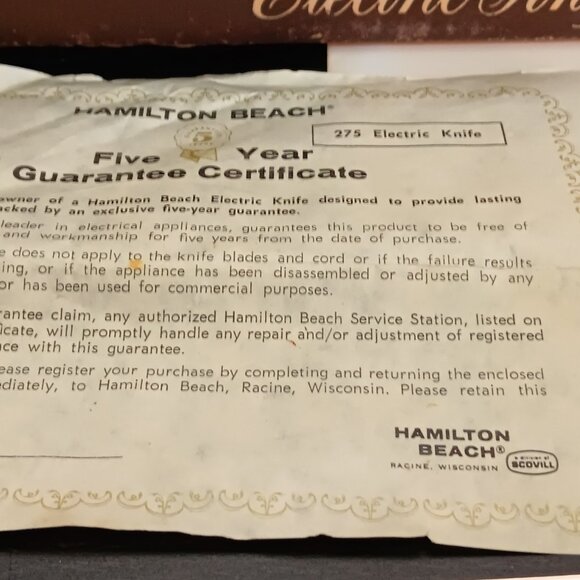 Electric
HAMILTON BEACH®
275 Electric Knife
5
Five Year
Guarantee Certificate
owner of a Hamilton Beach Electric Knife designed to provide lasting
acked by an exclusive five-year guarantee.
leader in electrical appliances, guarantees this product to be free of
and workmanship for five years from the date of purchase.
e does not apply to the knife blades and cord or if the failure results
ing, or if the appliance has been disassembled or adjusted by any
or has been used for commercial purposes.
rantee claim, any authorized Hamilton Beach Service Station, listed on
ficate, will promptly handle any repair and/or adjustment of registered
nce with this guarantee.
ease register your purchase by completing and returning the enclosed
ediately, to Hamilton Beach, Racine, Wisconsin. Please retain this
HAMILTON
BEACH®
RACINE, WISCONSIN
a division of
SCOVILL